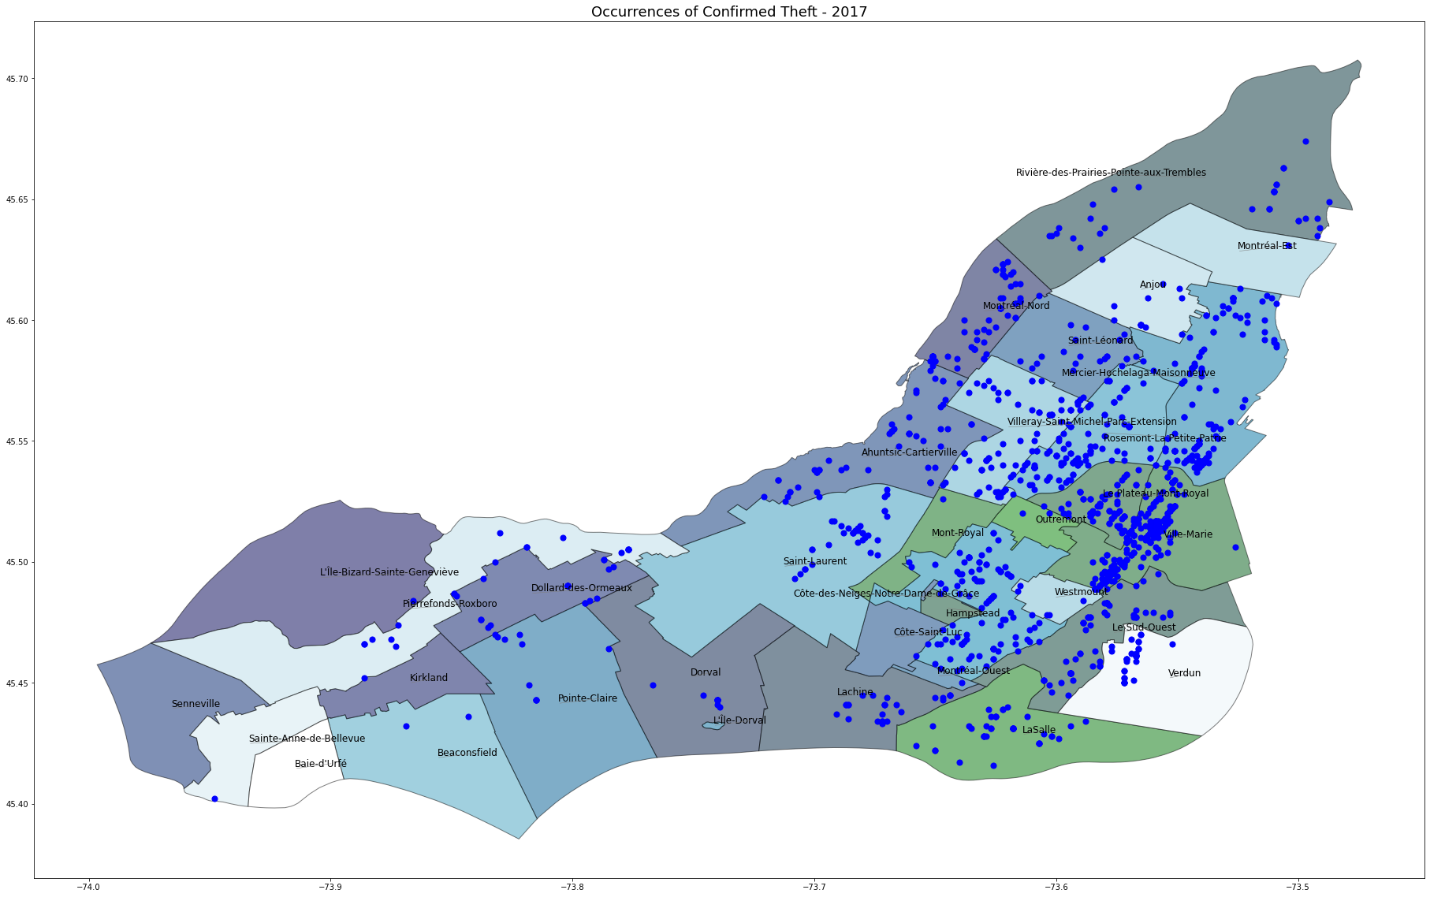 Occurrences of Confirmed Theft - 2017
45.70
Rivière-des-Prairies-Pointe-aux-Trembles
45.65
Montréal-Est
Anjou
Montréal-Nord
45.60
Saint-Léonard
Mercier-Hochelaga-Maisonneuve
Villeray-Saint-Michel-Parc-Extension
Rosemont-La Petite-Patrie
45.55
Ahuntsic-Cartierville
Le Plateau-Mont-Royal
Outremont
Mont-Royal
Ville-Marie
Saint-Laurent
45.50
L'Île-Bizard-Sainte-Geneviève
Dollard-des-Ormeaux
Côte-des-Neiges-Notre-Dame-de-Grâce
Westmount
Pierrefonds-Roxboro
Hampstead
Le Sud-Ouest
Côte-Saint-Luc
Montréal-Ouest
Dorval
Verdun
Kirkland
45.45
Lachine
Pointe-Claire
Senneville
L'Île-Dorval
LaSalle
Sainte-Anne-de-Bellevue
Beaconsfield
Baie-d'Urfé
45.40
−74.0 −73.9 −73.8 −73.7 −73.6 −73.5